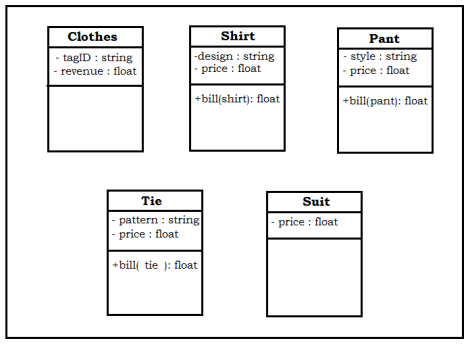 Clothes
- tagID : string
- revenue : float
Shirt
-design : string
- price : float
+bill(shirt): float
Pant
- style : string
- price : float
+bill(pant): float
Tie
- pattern : string
- price : float
+bill( tie ): float
Suit
- price : float